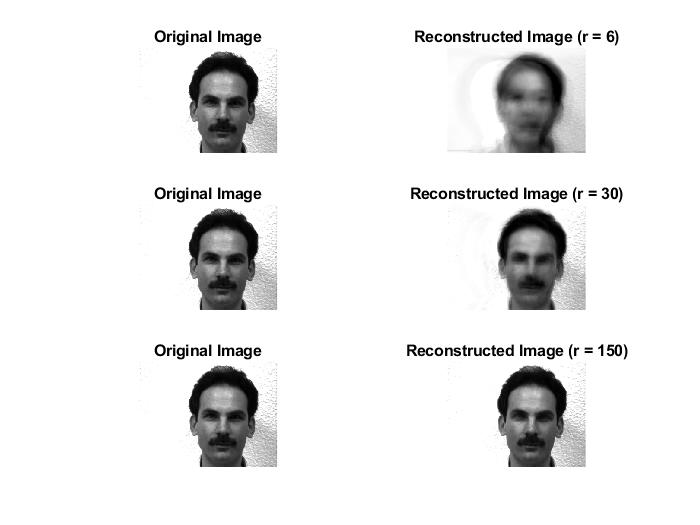 Original Image
Reconstructed Image (r = 6)
Original Image
Reconstructed Image (r = 30)
Original Image
Reconstructed Image (r = 150)